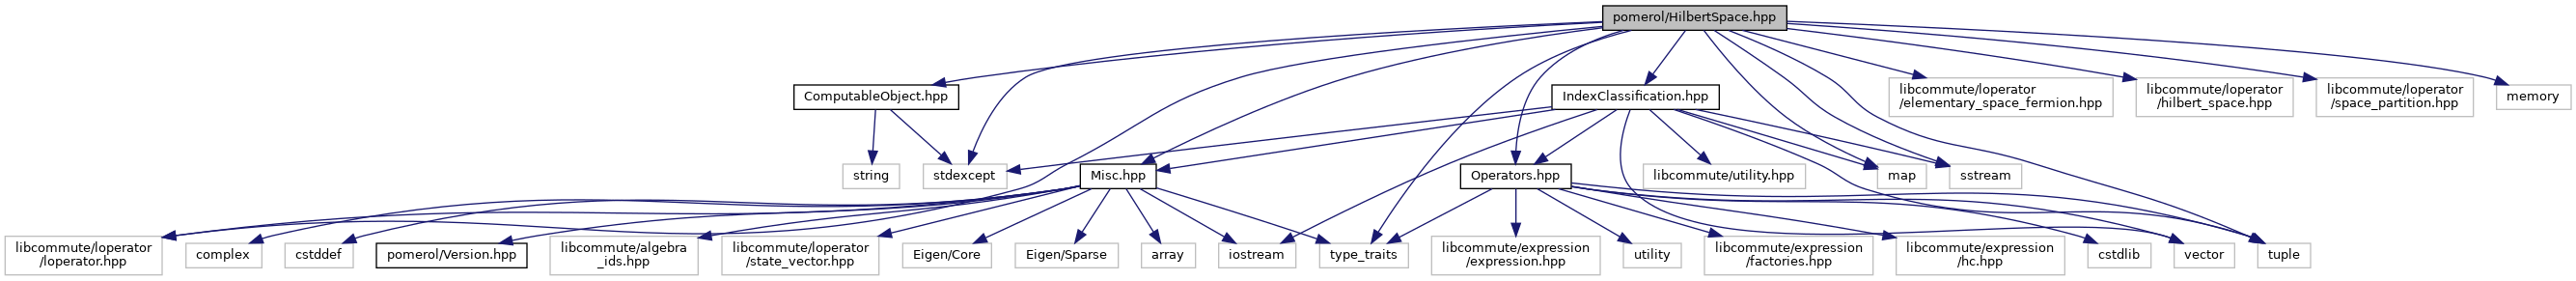 pomerol/HilbertSpace.hpp
ComputableObject.hpp
IndexClassification.hpp
libcommute/loperator
/elementary_space_fermion.hpp
libcommute/loperator
/hilbert_space.hpp
libcommute/loperator
/space_partition.hpp
memory
string
stdexcept
Misc.hpp
Operators.hpp
libcommute/utility.hpp
map
sstream
libcommute/loperator
/loperator.hpp
complex
cstddef
pomerol/Version.hpp
libcommute/algebra
_ids.hpp
libcommute/loperator
/state_vector.hpp
Eigen/Core
Eigen/Sparse
array
iostream
type_traits
libcommute/expression
/expression.hpp
utility
libcommute/expression
/factories.hpp
libcommute/expression
/hc.hpp
cstdlib
vector
tuple